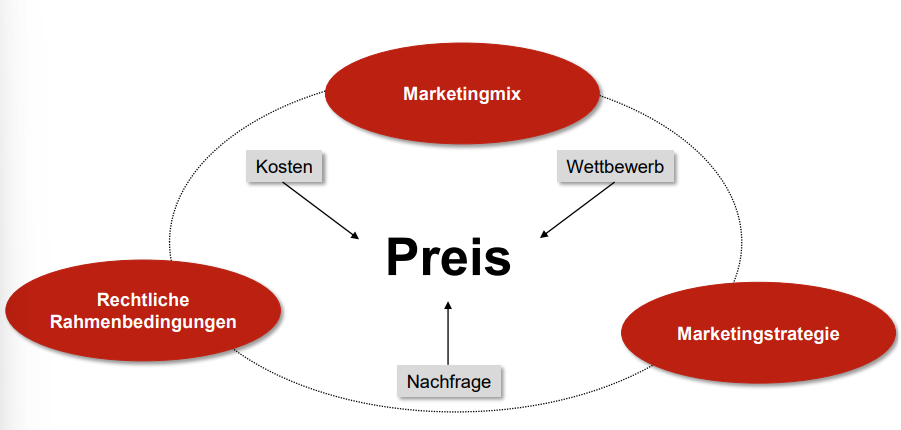 Marketingmix
Kosten
Wettbewerb
Preis
Rechtliche
Rahmenbedingungen
Marketingstrategie
Nachfrage